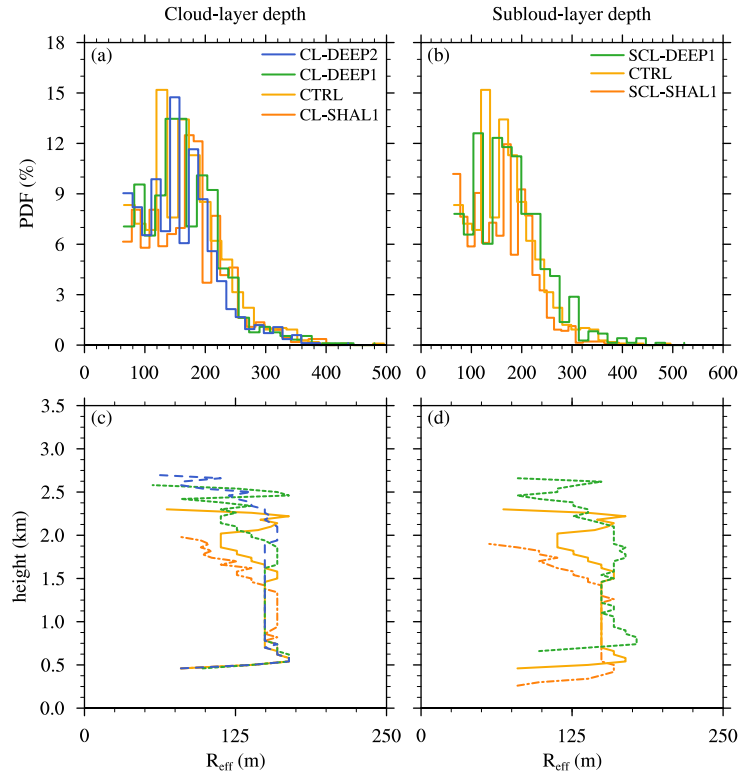 Cloud-layer depth
Subloud-layer depth
(a)
CL-DEEP2
CL-DEEP1
CTRL
CL-SHAL1
(b)
SCL-DEEP1
CTRL
SCL-SHAL1
18
15
12
9
6
3
0
PDF (%)
0 100 200 300 400 500
0 100 200 300 400 500 600
(c)
(d)
3.5
3.0
2.5
2.0
1.5
1.0
0.5
0.0
height (km)
0 125 250
0 125 250
Reff (m)
Reff (m)